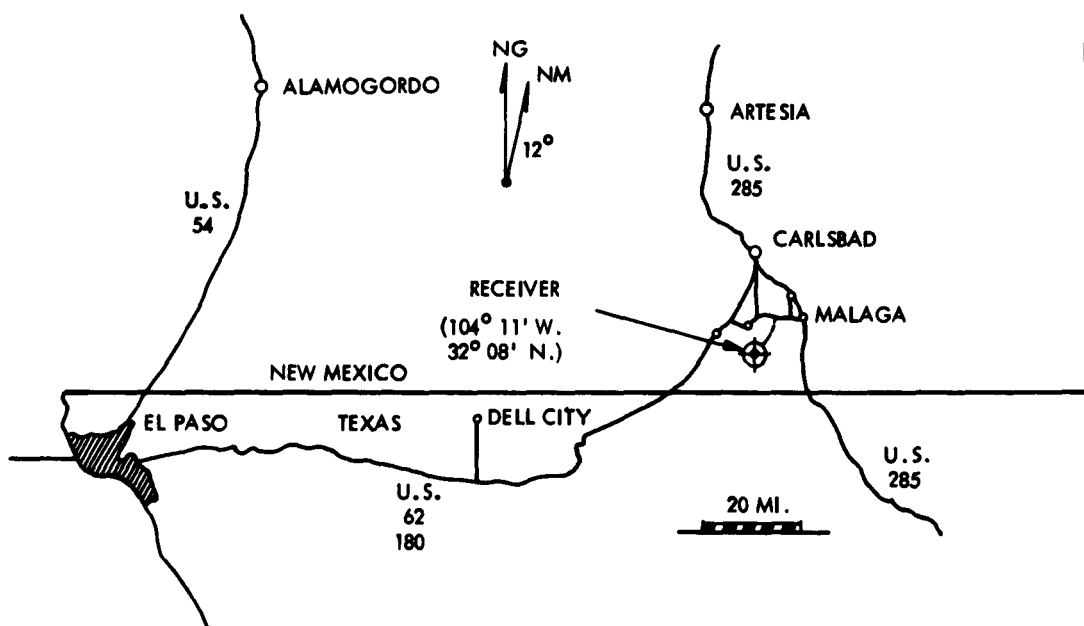 NG
NM
12°
ALAMOGORDO
ARTESIA
U.S.
285
U.S.
54
CARLSBAD
RECEIVER
(104° 11' W.
32° 08' N.)
MALAGA
NEW MEXICO
EL PASO
TEXAS
DELL CITY
U.S.
285
U.S.
62
180
20 MI.